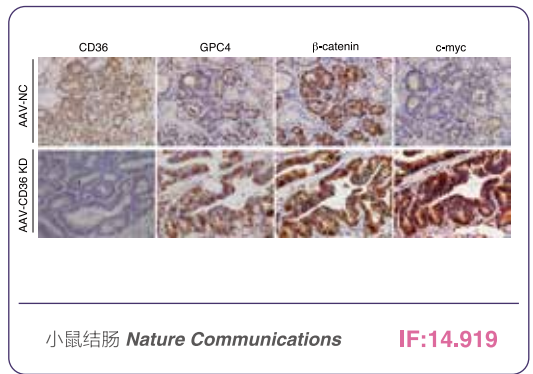 CD36 GPC4 β-catenin c-myc
AAV-NC
AAV-CD36 KD
小鼠结肠 Nature Communications IF:14.919